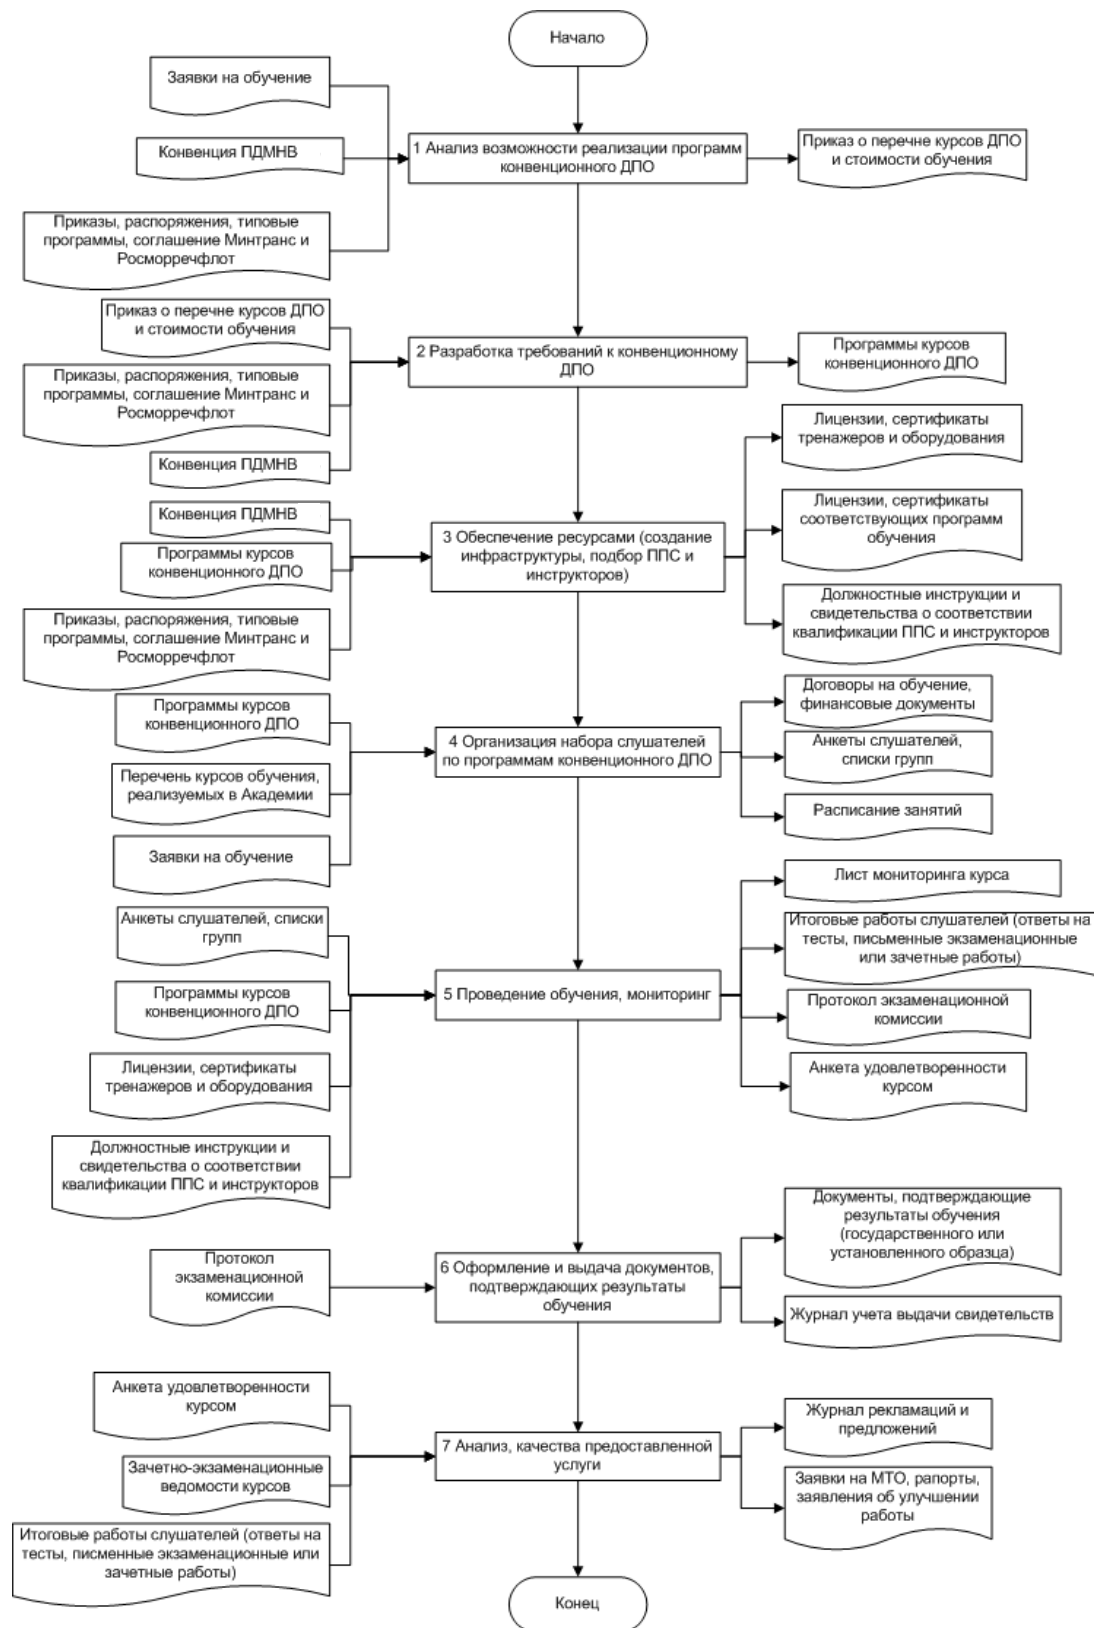 Начало
Заявки на обучение
Конвенция ПДМНВ
Приказы, распоряжения, типовые
программы, соглашение Минтранс и
Росморречфлот
1 Анализ возможности реализации программ
конвенционного ДПО
Приказ о перечне курсов ДПО
и стоимости обучения
Приказ о перечне курсов ДПО
и стоимости обучения
Приказы, распоряжения, типовые
программы, соглашение Минтранс и
Росморречфлот
Конвенция ПДМНВ
2 Разработка требований к конвенционному
ДПО
Программы курсов
конвенционного ДПО
Конвенция ПДМНВ
Программы курсов
конвенционного ДПО
Приказы, распоряжения, типовые
программы, соглашение Минтранс и
Росморречфлот
3 Обеспечение ресурсами (создание
инфраструктуры, подбор ППС и
инструкторов)
Лицензии, сертификаты
тренажеров и оборудования
Лицензии, сертификаты
соответствующих программ
обучения
Должностные инструкции и
свидетельства о соответствии
квалификации ППС и инструкторов
Программы курсов
конвенционного ДПО
Перечень курсов обучения,
реализуемых в Академии
Заявки на обучение
4 Организация набора слушателей
по программам конвенционного ДПО
Договоры на обучение,
финансовые документы
Анкеты слушателей,
списки групп
Расписание занятий
Анкеты слушателей, списки
групп
Программы курсов
конвенционного ДПО
Лицензии, сертификаты
тренажеров и оборудования
Должностные инструкции и
свидетельства о соответствии
квалификации ППС и инструкторов
5 Проведение обучения, мониторинг
Лист мониторинга курса
Итоговые работы слушателей (ответы на
тесты, письменные экзаменационные
или зачетные работы)
Протокол экзаменационной
комиссии
Анкета удовлетворенности
курсом
Протокол
экзаменационной
комиссии
6 Оформление и выдача документов,
подтверждающих результаты
обучения
Документы, подтверждающие
результаты обучения
(государственного или
установленного образца)
Журнал учета выдачи свидетельств
Анкета удовлетворенности
курсом
Зачетно-экзаменационные
ведомости курсов
Итоговые работы слушателей (ответы на
тесты, писменные экзаменационные или
зачетные работы)
7 Анализ, качества предоставленной
услуги
Журнал рекламаций и
предложений
Заявки на МТО, рапорты,
заявления об улучшении
работы
Конец